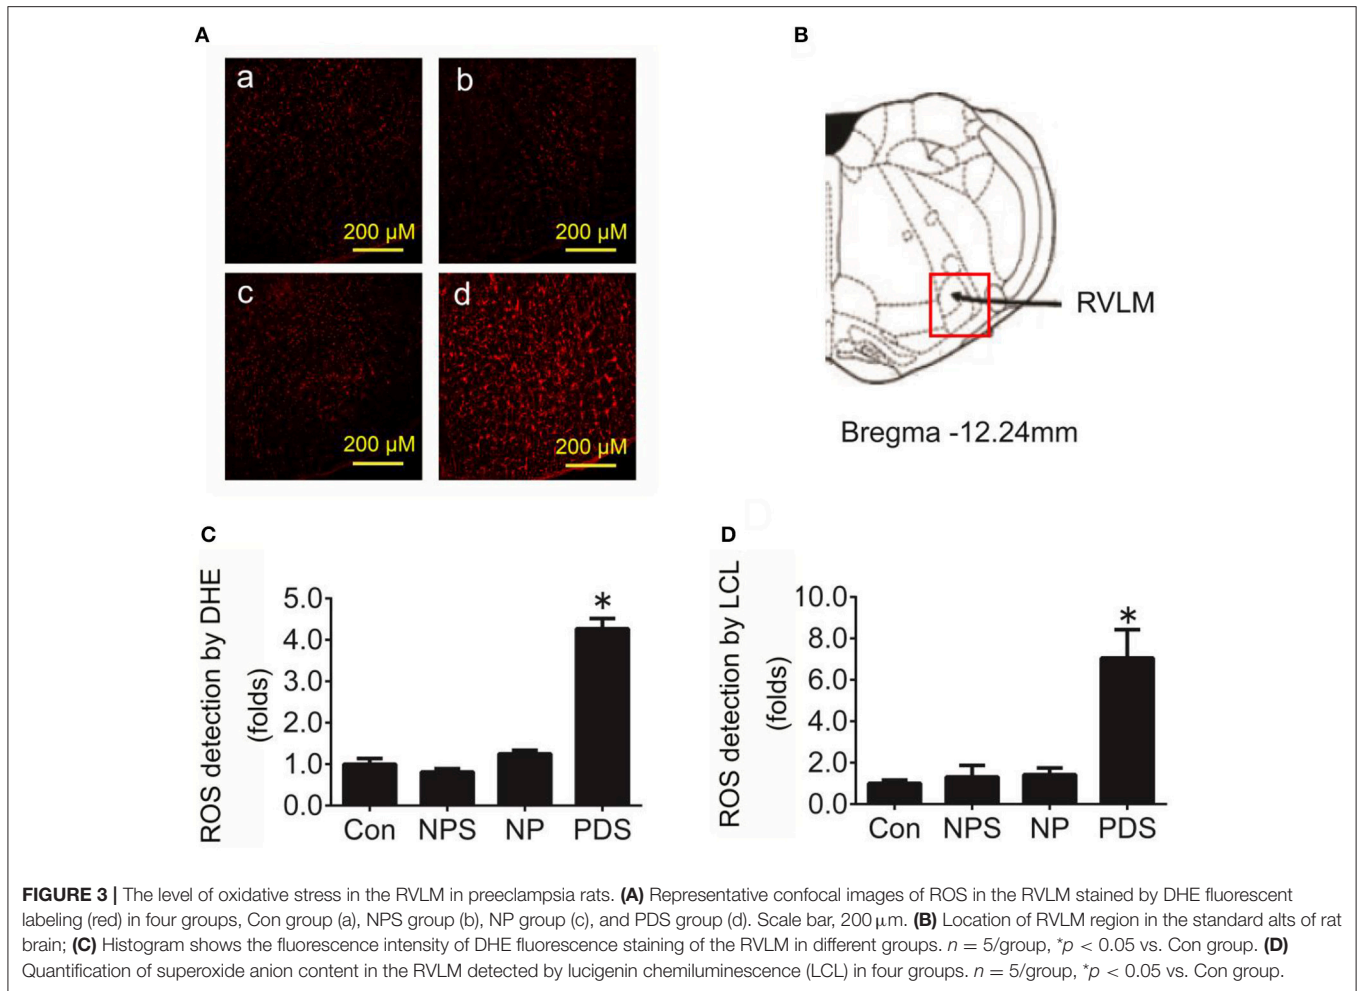 A
a
b
200 µM
200 µM
c
d
200 µM
200 µM
B
RVLM
Bregma -12.24mm
C
ROS detection by DHE
(folds)
5.0
4.0
3.0
2.0
1.0
0.0
*
Con NPS NP PDS
D
ROS detection by LCL
(folds)
10.0
8.0
6.0
4.0
2.0
0.0
*
Con NPS NP PDS
FIGURE 3 | The level of oxidative stress in the RVLM in preeclampsia rats. (A) Representative confocal images of ROS in the RVLM stained by DHE fluorescent
labeling (red) in four groups, Con group (a), NPS group (b), NP group (c), and PDS group (d). Scale bar, 200 µm. (B) Location of RVLM region in the standard alts of rat
brain; (C) Histogram shows the fluorescence intensity of DHE fluorescence staining of the RVLM in different groups. n = 5/group, *p < 0.05 vs. Con group. (D)
Quantification of superoxide anion content in the RVLM detected by lucigenin chemiluminescence (LCL) in four groups. n = 5/group, *p < 0.05 vs. Con group.